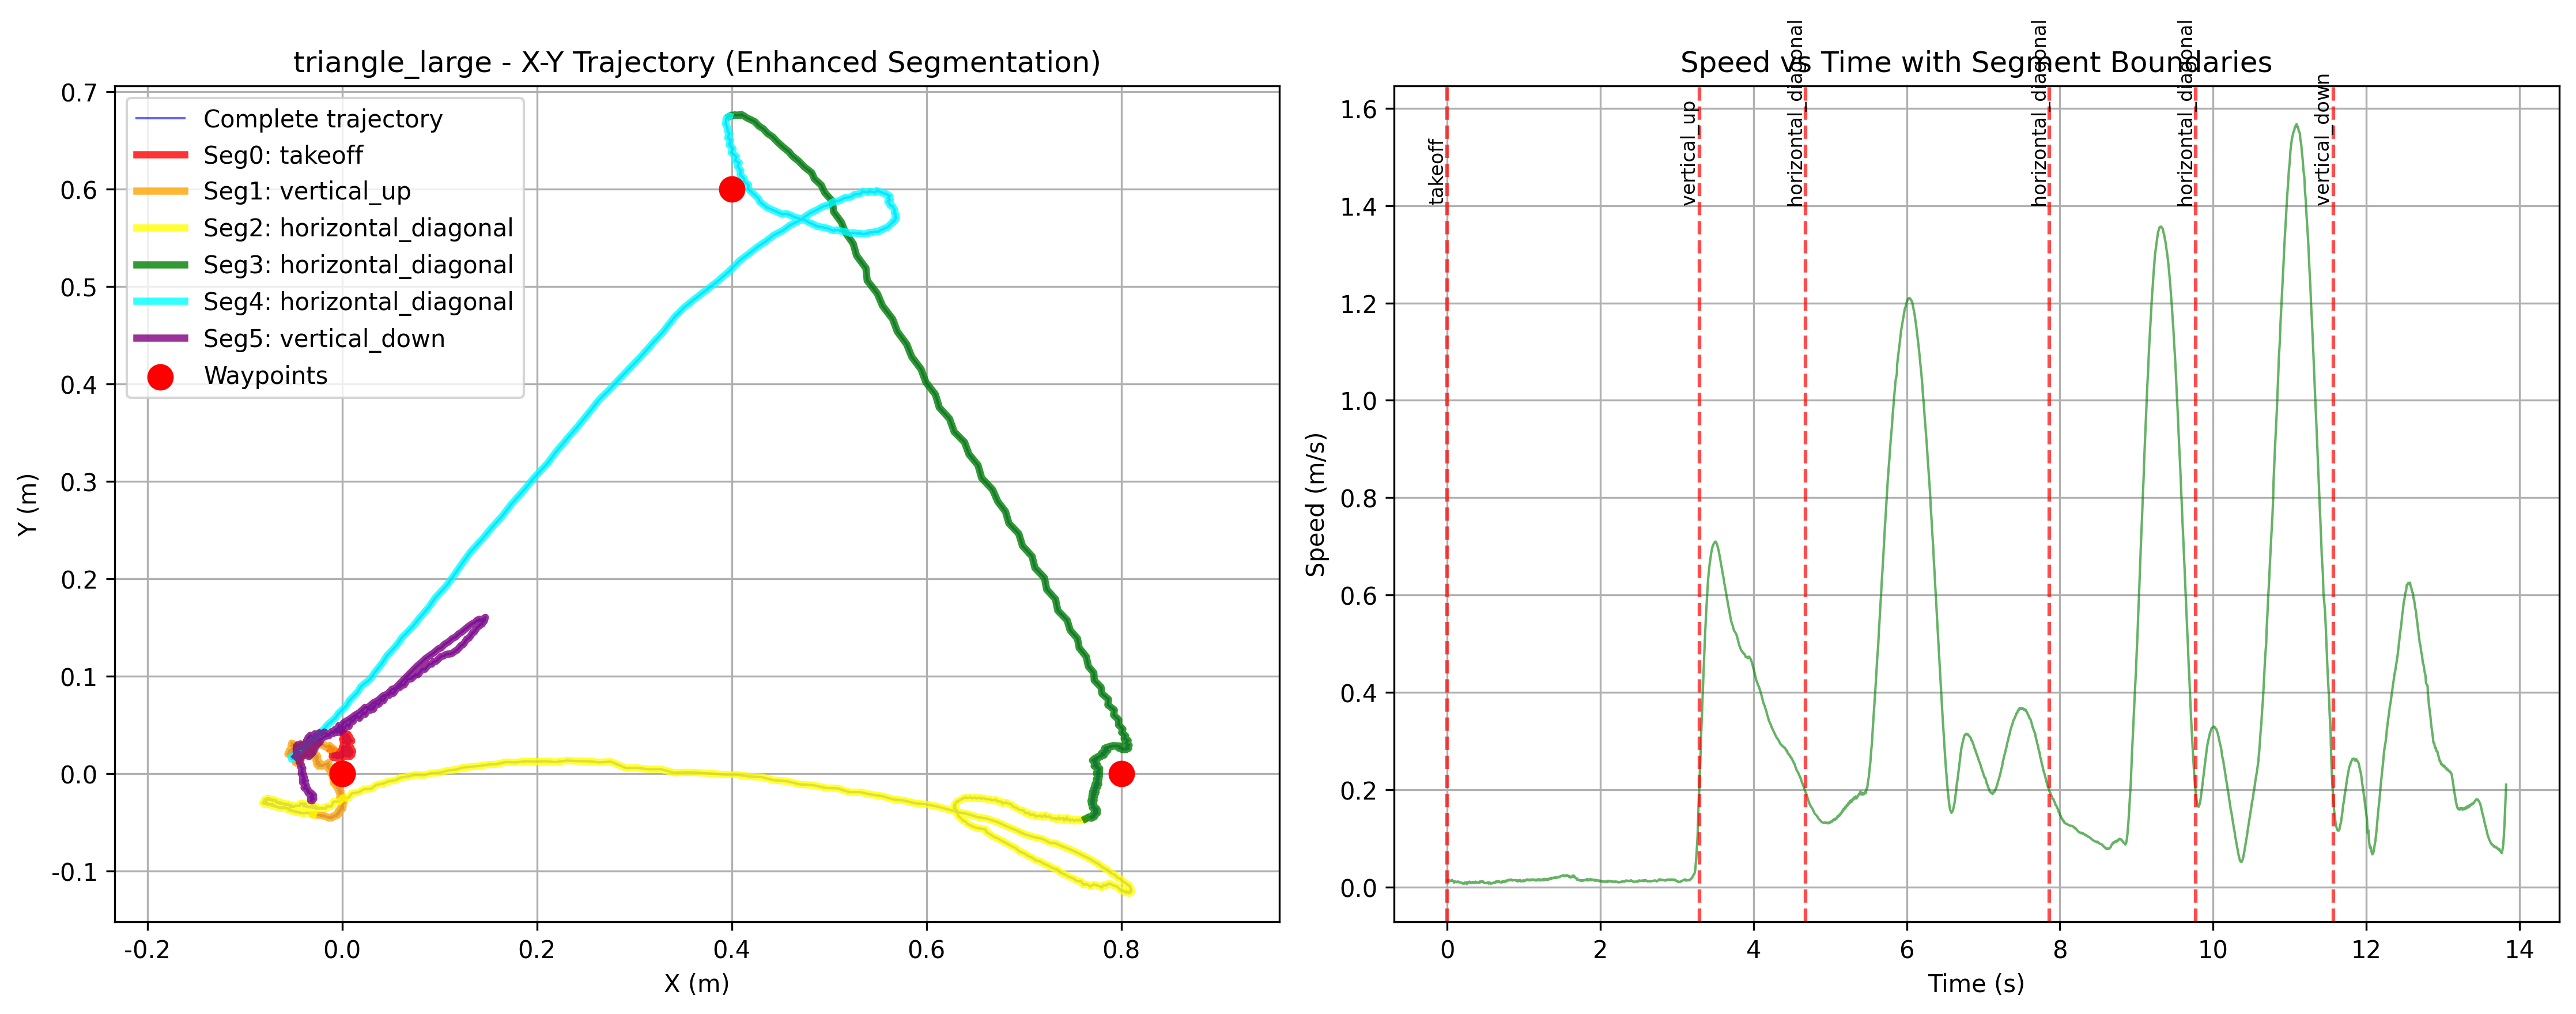 triangle_large - X-Y Trajectory (Enhanced Segmentation)
0.7
0.6
0.5
0.4
0.3
0.2
0.1
0.0
-0.1
Y (m)
Complete trajectory
Seg0: takeoff
Seg1: vertical_up
Seg2: horizontal_diagonal
Seg3: horizontal_diagonal
Seg4: horizontal_diagonal
Seg5: vertical_down
Waypoints
-0.2
0.0
0.2
0.4
0.6
0.8
X (m)
Speed vs Time with Segment Boundaries
1.6
1.4
1.2
1.0
0.8
0.6
0.4
0.2
0.0
Speed (m/s)
takeoff
vertical_up
horizontal_diagonal
horizontal_diagonal
horizontal_diagonal
vertical_down
0
2
4
6
8
10
12
14
Time (s)